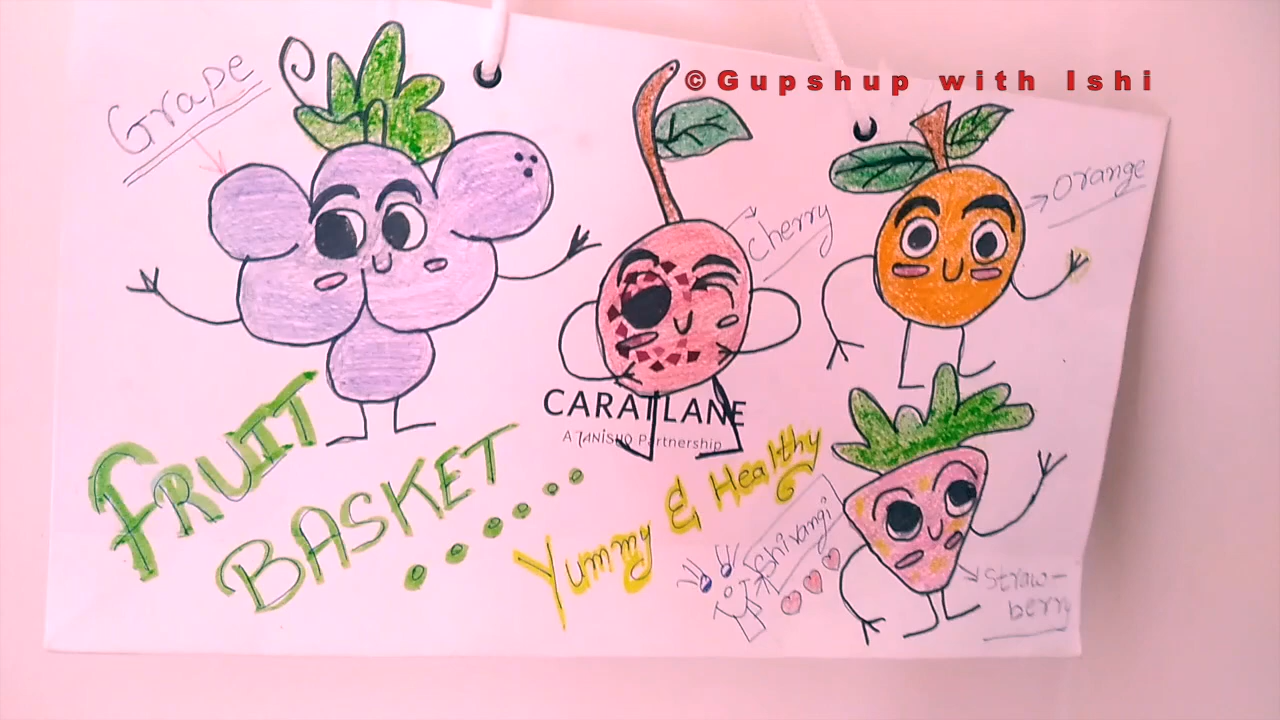 ©Gupshup with Ishi
Grape
Cherry
Orange
CARATLANE
A TANISHQ Partnership
FRUIT
BASKET.....
Yummy & Healthy
Shivangi
Straw-
berry